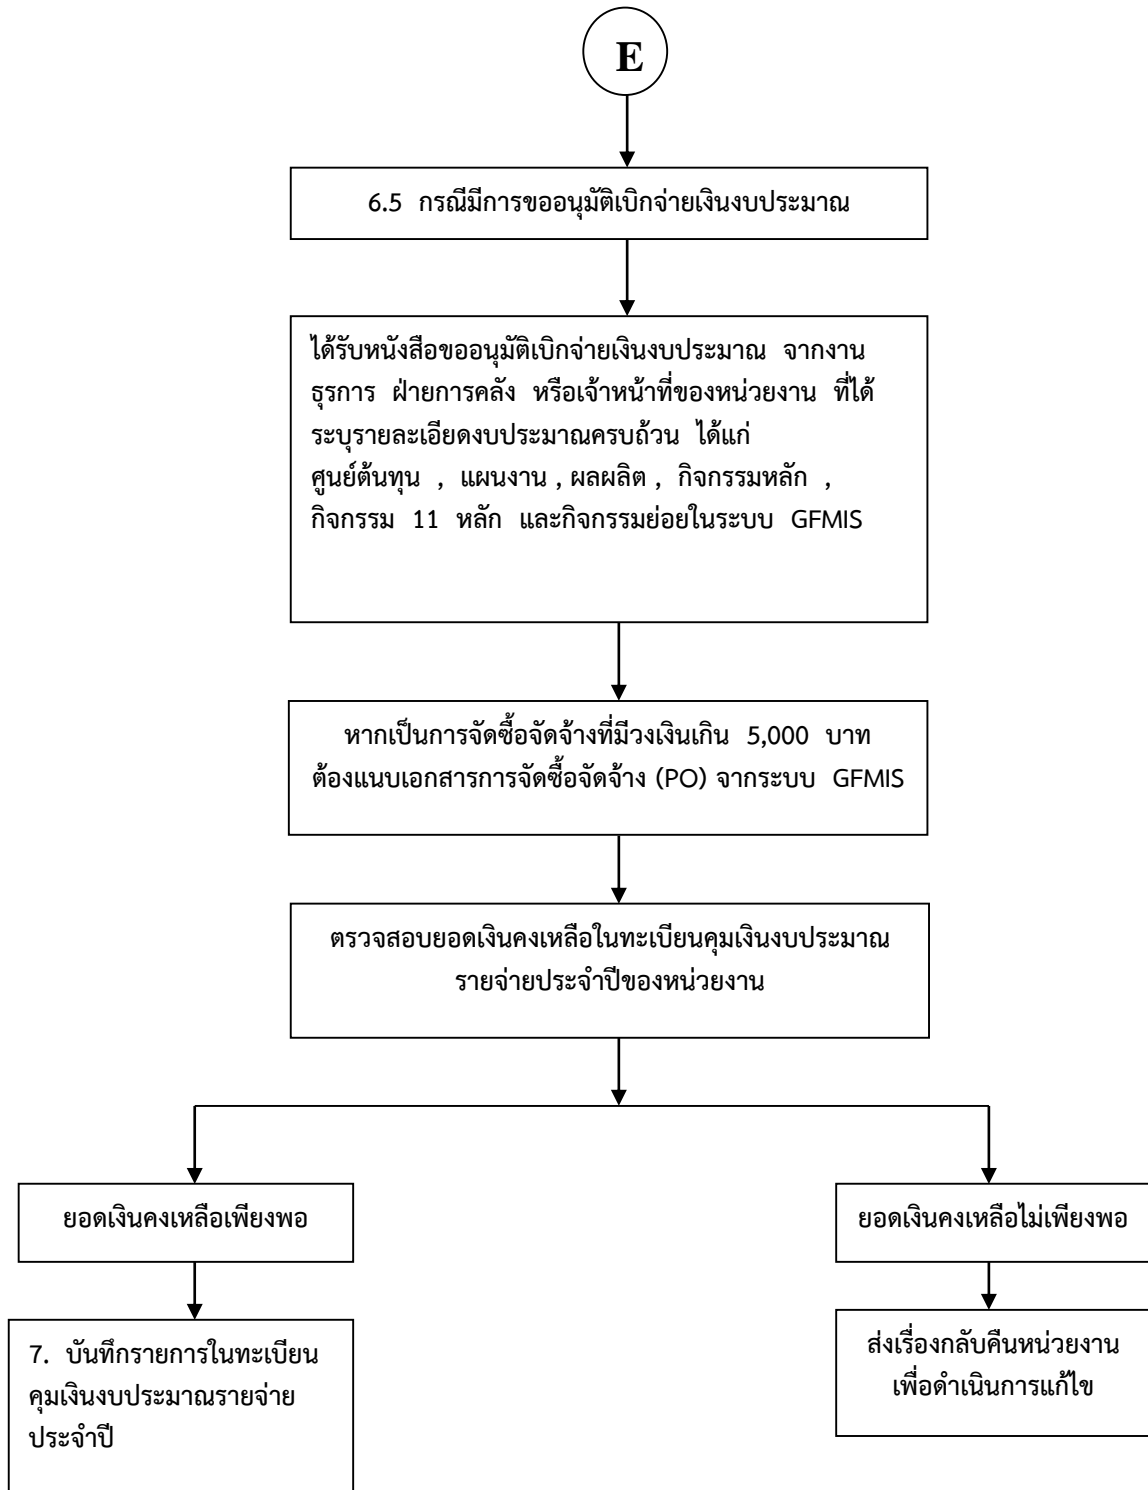 E
6.5 กรณีมีการขออนุมัติเบิกจ่ายเงินงบประมาณ
ได้รับหนังสือขออนุมัติเบิกจ่ายเงินงบประมาณ จากงาน
ธุรการ ฝ่ายการคลัง หรือเจ้าหน้าที่ของหน่วยงาน ที่ได้
ระบุรายละเอียดงบประมาณครบถ้วน ได้แก่
ศูนย์ต้นทุน , แผนงาน , ผลผลิต , กิจกรรมหลัก ,
กิจกรรม 11 หลัก และกิจกรรมย่อยในระบบ GFMIS
หากเป็นการจัดซื้อจัดจ้างที่มีวงเงินเกิน 5,000 บาท
ต้องแนบเอกสารการจัดซื้อจัดจ้าง (PO) จากระบบ GFMIS
ตรวจสอบยอดเงินคงเหลือในทะเบียนคุมเงินงบประมาณ
รายจ่ายประจำปีของหน่วยงาน
ยอดเงินคงเหลือเพียงพอ
ยอดเงินคงเหลือไม่เพียงพอ
7. บันทึกรายการในทะเบียน
คุมเงินงบประมาณรายจ่าย
ประจำปี
ส่งเรื่องกลับคืนหน่วยงาน
เพื่อดำเนินการแก้ไข